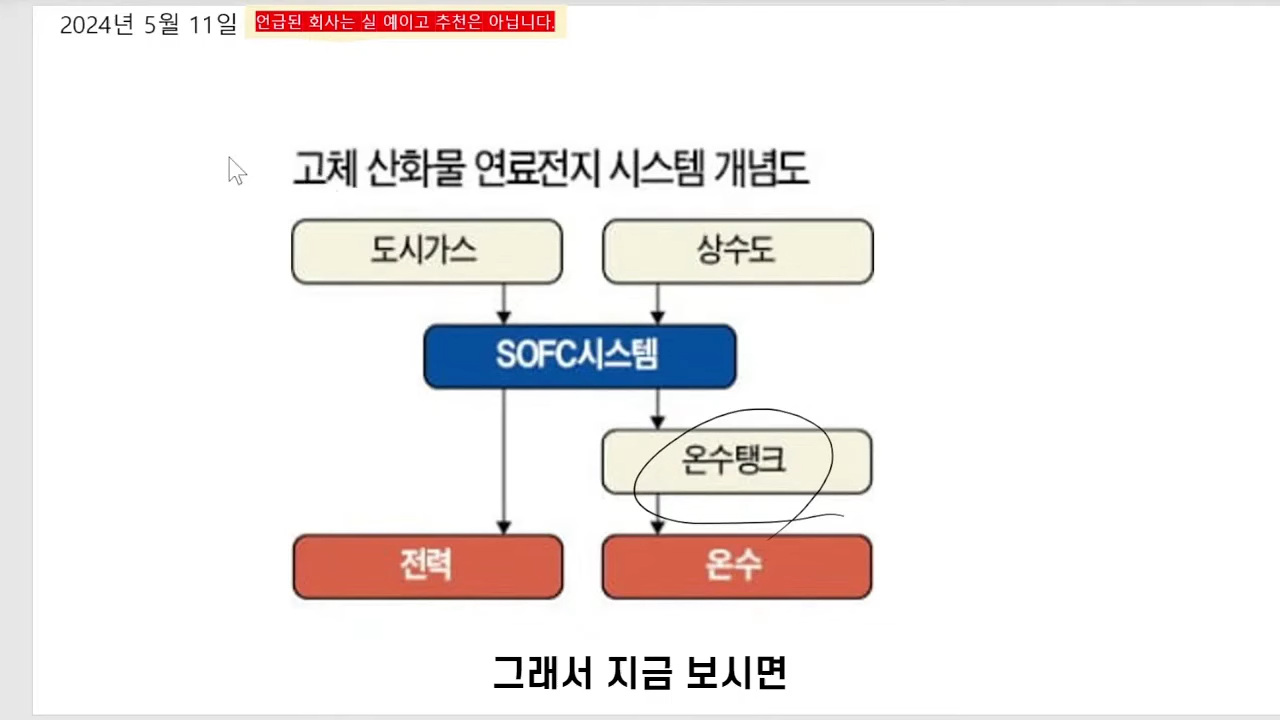 2024년 5월 11일 언급된 회사는 실 예이고 추천은 아닙니다.
고체 산화물 연료전지 시스템 개념도
도시가스 상수도
SOFC시스템
온수탱크
전력 온수
그래서 지금 보시면